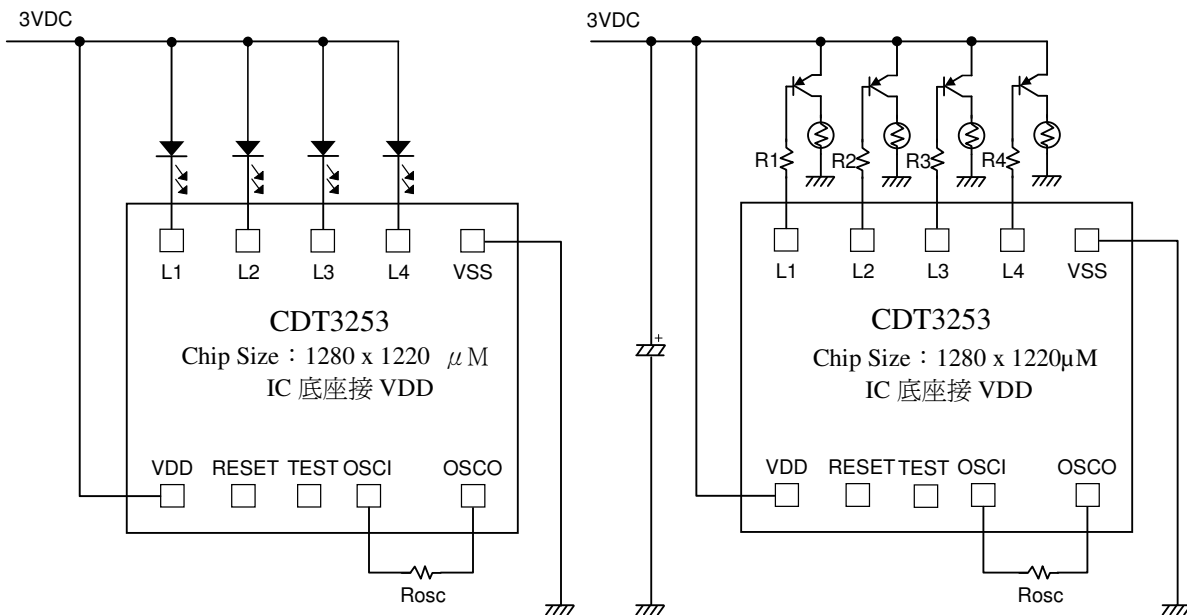 3VDC
L1 L2 L3 L4 VSS
CDT3253
Chip Size：1280 x 1220 μM
IC 底座接 VDD
VDD RESET TEST OSCI OSCO
Rosc
3VDC
R1 R2 R3 R4
+
L1 L2 L3 L4 VSS
CDT3253
Chip Size：1280 x 1220μM
IC 底座接 VDD
VDD RESET TEST OSCI OSCO
Rosc